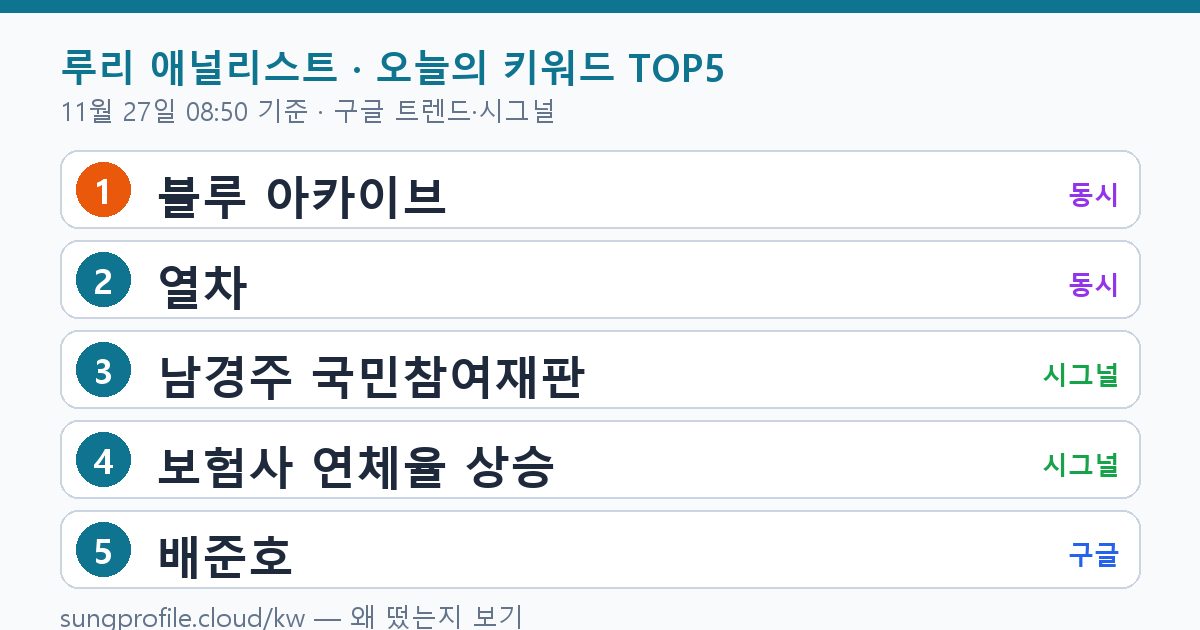 루리 애널리스트 · 오늘의 키워드 TOP5
11월 27일 08:50 기준 · 구글 트렌드·시그널
1 블루 아카이브 동시
2 열차 동시
3 남경주 국민참여재판 시그널
4 보험사 연체율 상승 시그널
5 배준호 구글
sungprofile.cloud/kw — 왜 떴는지 보기